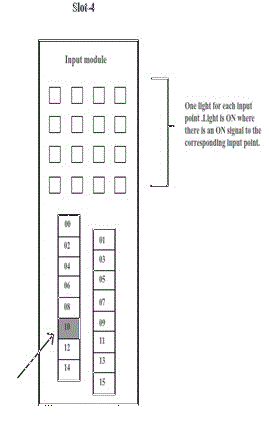 Slot-4
Input module
One light for each input
point .Light is ON where
there is an ON signal to the
corresponding input point.
00
01
02
03
04
05
06
07
08
09
10
11
12
13
14
15